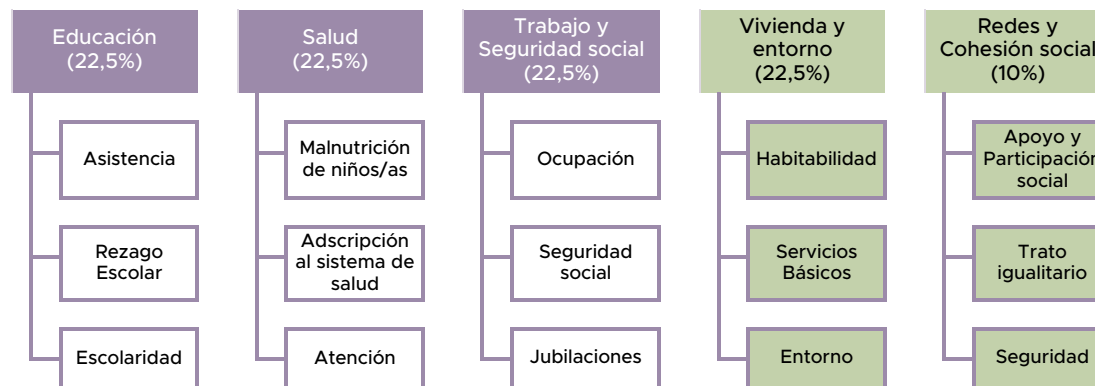 Educación
(22,5%)
Asistencia
Rezago
Escolar
Escolaridad
Salud
(22,5%)
Malnutrición
de niños/as
Adscripción
al sistema de
salud
Atención
Trabajo y
Seguridad social
(22,5%)
Ocupación
Seguridad
social
Jubilaciones
Vivienda y
entorno
(22,5%)
Habitabilidad
Servicios
Básicos
Entorno
Redes y
Cohesión social
(10%)
Apoyo y
Participación
social
Trato
igualitario
Seguridad